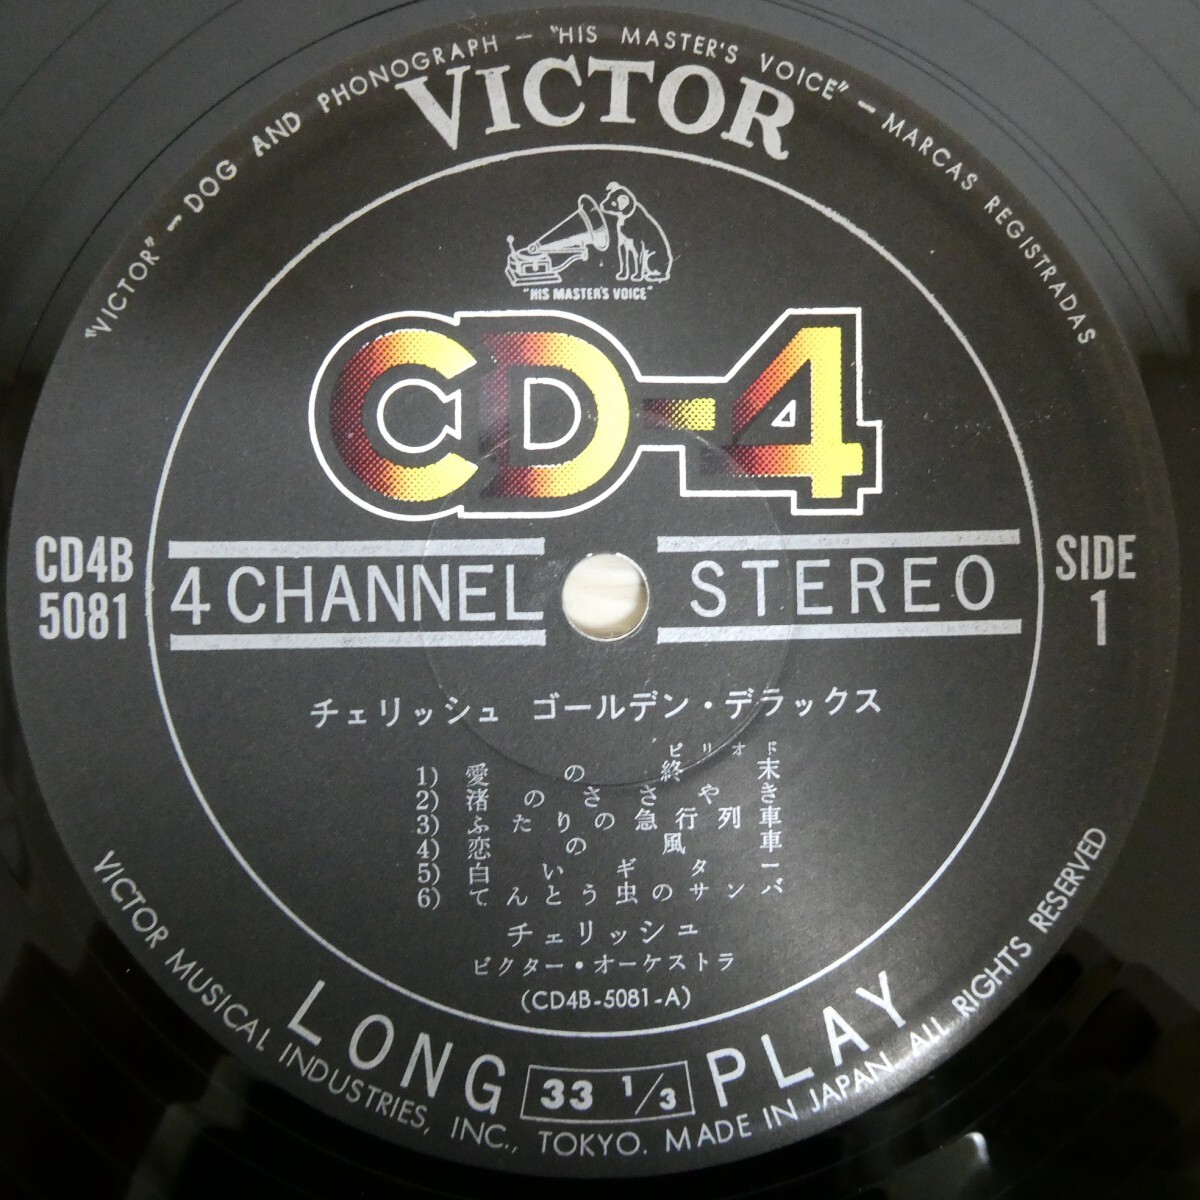 "VICTOR" — DOG AND PHONOGRAPH — "HIS MASTER'S VOICE" — MARCAS REGISTRADAS
VICTOR
"HIS MASTER'S VOICE"
CD-4
CD4B
5081
4 CHANNEL STEREO
SIDE
1
チェリッシュ ゴールデン・デラックス
ピリオド
1) 愛の終末
2) 渚のささやき
3) ふたりの急行列車
4) 恋の風車
5) 白いギター
6) てんとう虫のサンバ
チェリッシュ
ビクター・オーケストラ
(CD4B-5081-A)
LONG 33 1/3 PLAY
VICTOR MUSICAL INDUSTRIES, INC., TOKYO. MADE IN JAPAN. ALL RIGHTS RESERVED